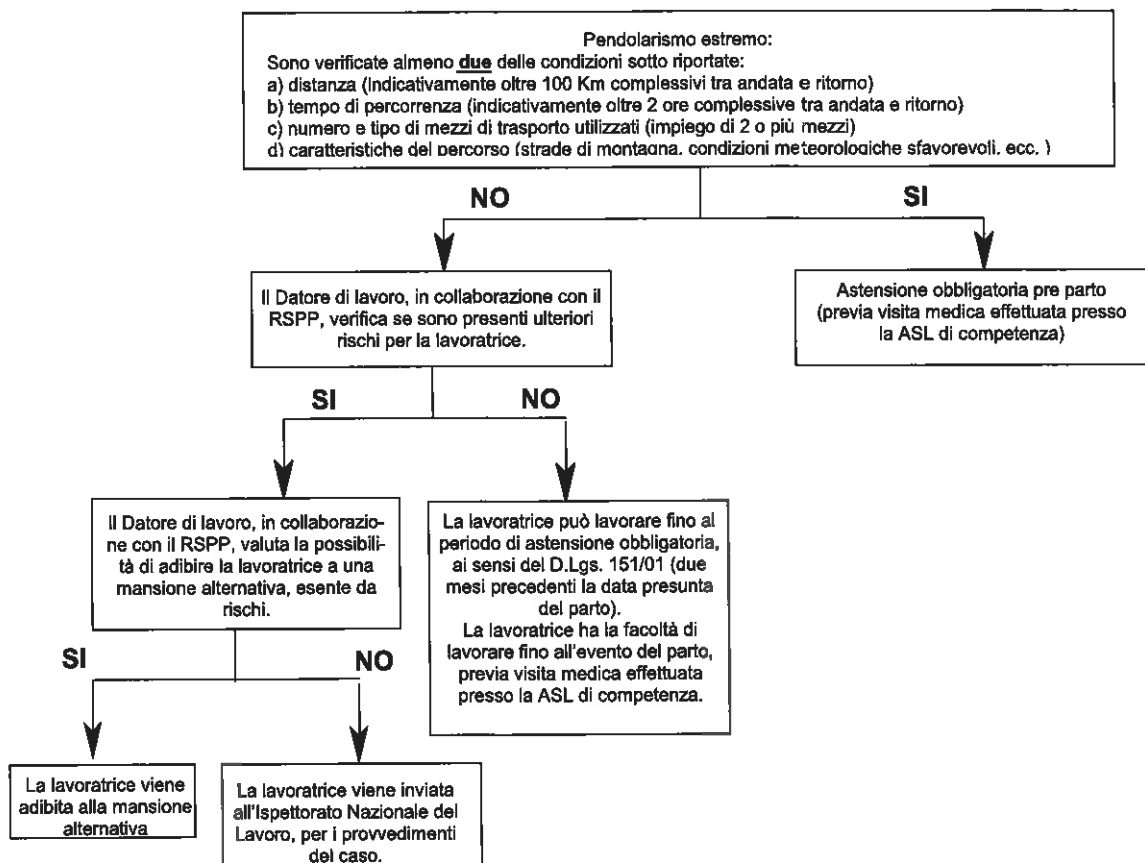 Pendolarismo estremo:
Sono verificate almeno due delle condizioni sotto riportate:
a) distanza (Indicativamente oltre 100 Km complessivi tra andata e ritorno)
b) tempo di percorrenza (indicativamente oltre 2 ore complessive tra andata e ritorno)
c) numero e tipo di mezzi di trasporto utilizzati (impiego di 2 o più mezzi)
d) caratteristiche del percorso (strade di montagna, condizioni meteorologiche sfavorevoli, ecc. )
NO
SI
Il Datore di lavoro, in collaborazione con il
RSPP, verifica se sono presenti ulteriori
rischi per la lavoratrice.
Astensione obbligatoria pre parto
(previa visita medica effettuata presso
la ASL di competenza)
SI
NO
Il Datore di lavoro, in collaborazio-
ne con il RSPP, valuta la possibili-
tà di adibire la lavoratrice a una
mansione alternativa, esente da
rischi.
La lavoratrice può lavorare fino al
periodo di astensione obbligatoria,
ai sensi del D.Lgs. 151/01 (due
mesi precedenti la data presunta
del parto).
La lavoratrice ha la facoltà di
lavorare fino all'evento del parto,
previa visita medica effettuata
presso la ASL di competenza.
SI
NO
La lavoratrice viene
adibita alla mansione
alternativa
La lavoratrice viene inviata
all'Ispettorato Nazionale del
Lavoro, per i provvedimenti
del caso.